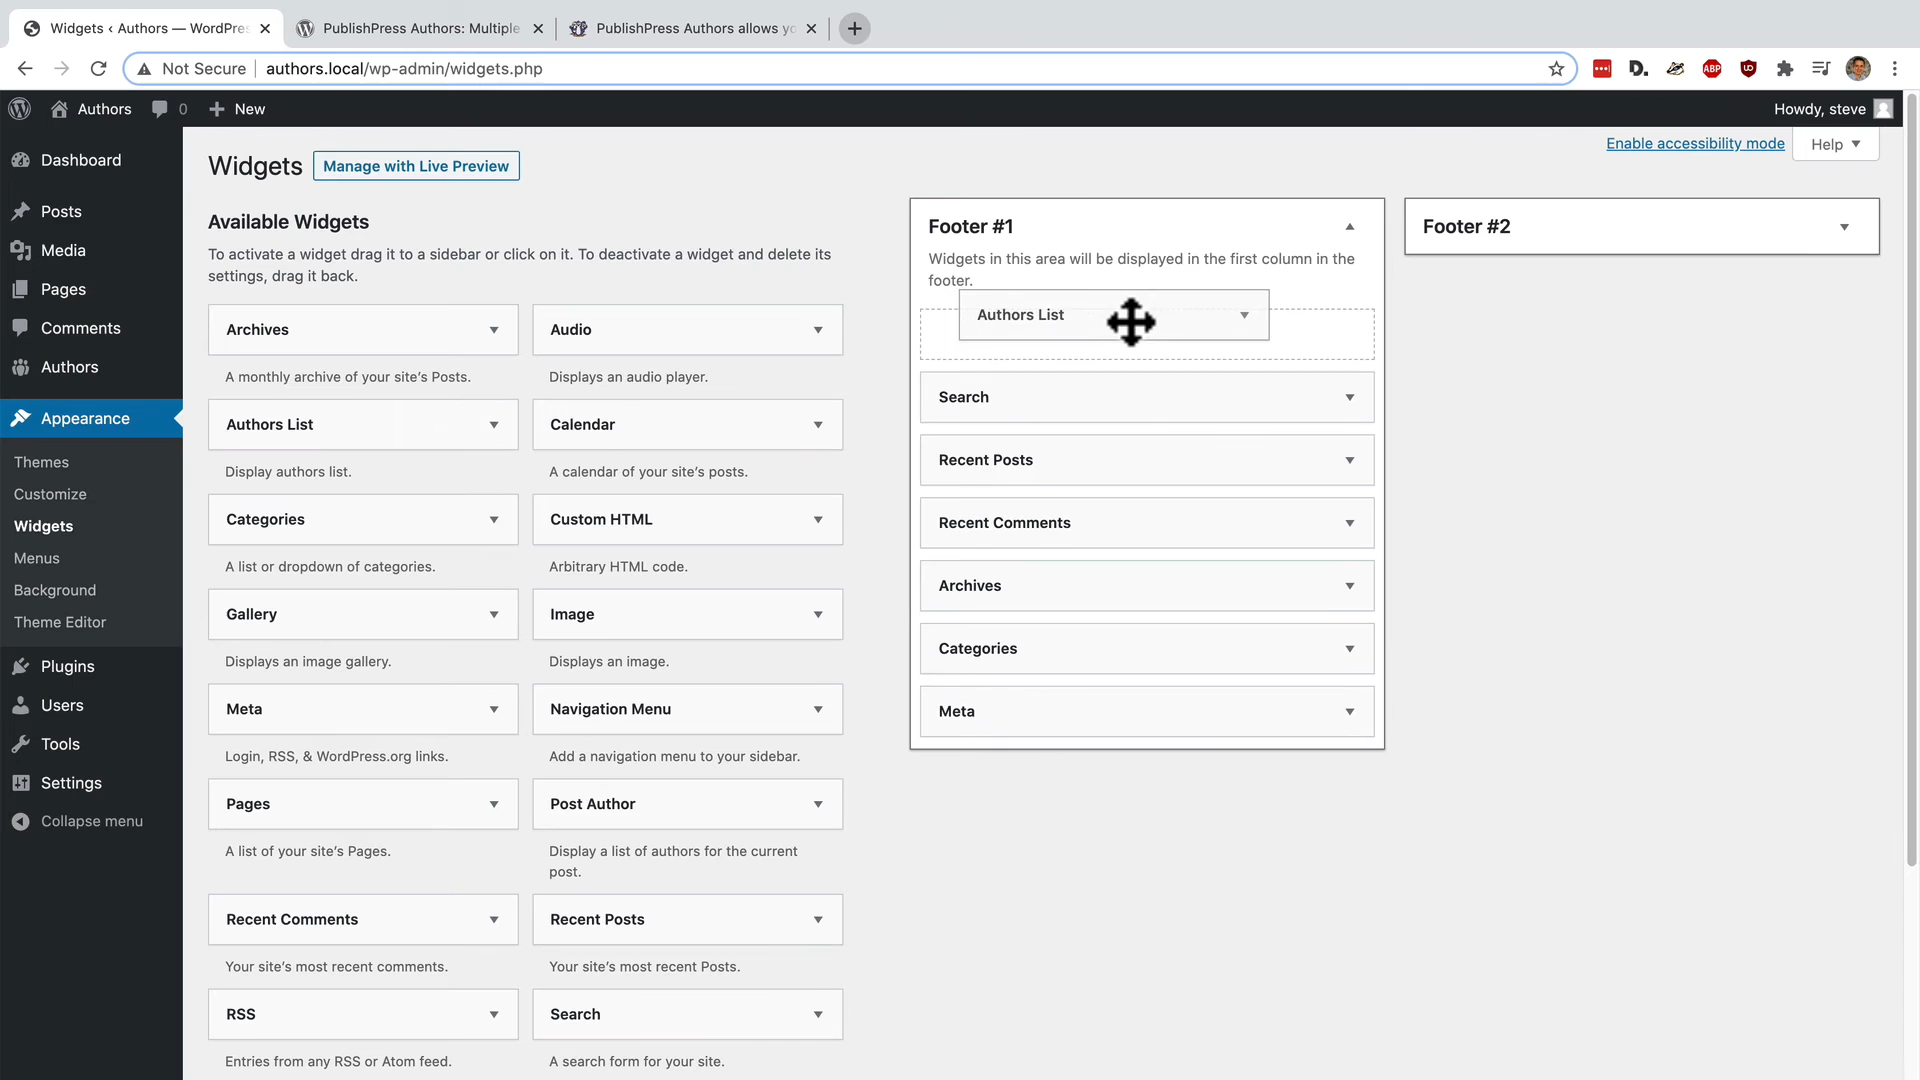 Widgets ‹ Authors — WordPre
PublishPress Authors: Multiple
PublishPress Authors allows yo
Not Secure
authors.local/wp-admin/widgets.php
ABP
Authors
0
New
Howdy, steve
Dashboard
Posts
Media
Pages
Comments
Authors
Appearance
Themes
Customize
Widgets
Menus
Background
Theme Editor
Plugins
Users
Tools
Settings
Collapse menu
Enable accessibility mode
Help
Widgets
Manage with Live Preview
Available Widgets
To activate a widget drag it to a sidebar or click on it. To deactivate a widget and delete its
settings, drag it back.
Archives
A monthly archive of your site’s Posts.
Audio
Displays an audio player.
Authors List
Display authors list.
Calendar
A calendar of your site’s posts.
Categories
A list or dropdown of categories.
Custom HTML
Arbitrary HTML code.
Gallery
Displays an image gallery.
Image
Displays an image.
Meta
Login, RSS, & WordPress.org links.
Navigation Menu
Add a navigation menu to your sidebar.
Pages
A list of your site’s Pages.
Post Author
Display a list of authors for the current
post.
Recent Comments
Your site’s most recent comments.
Recent Posts
Your site’s most recent Posts.
RSS
Entries from any RSS or Atom feed.
Search
A search form for your site.
Footer #1
Widgets in this area will be displayed in the first column in the
footer.
Authors List
Search
Recent Posts
Recent Comments
Archives
Categories
Meta
Footer #2